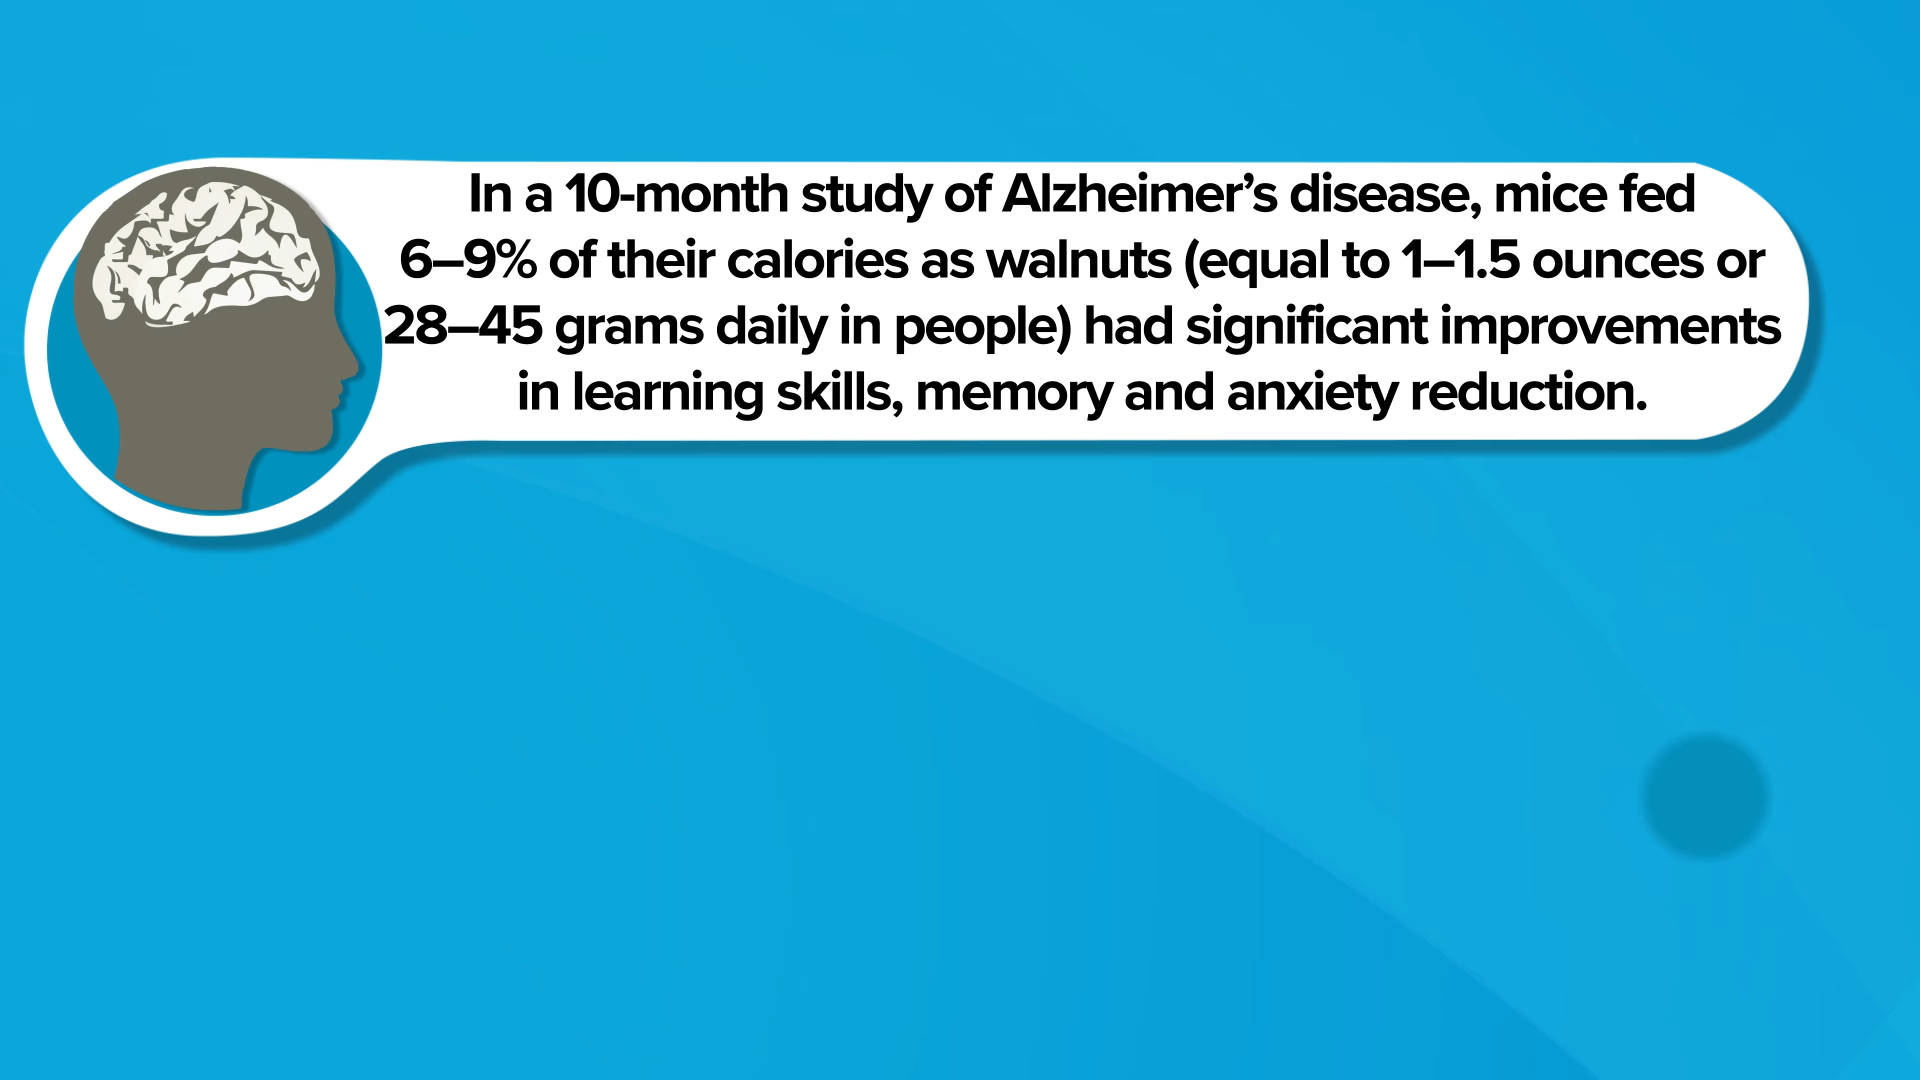 In a 10-month study of Alzheimer’s disease, mice fed
6–9% of their calories as walnuts (equal to 1–1.5 ounces or
28–45 grams daily in people) had significant improvements
in learning skills, memory and anxiety reduction.